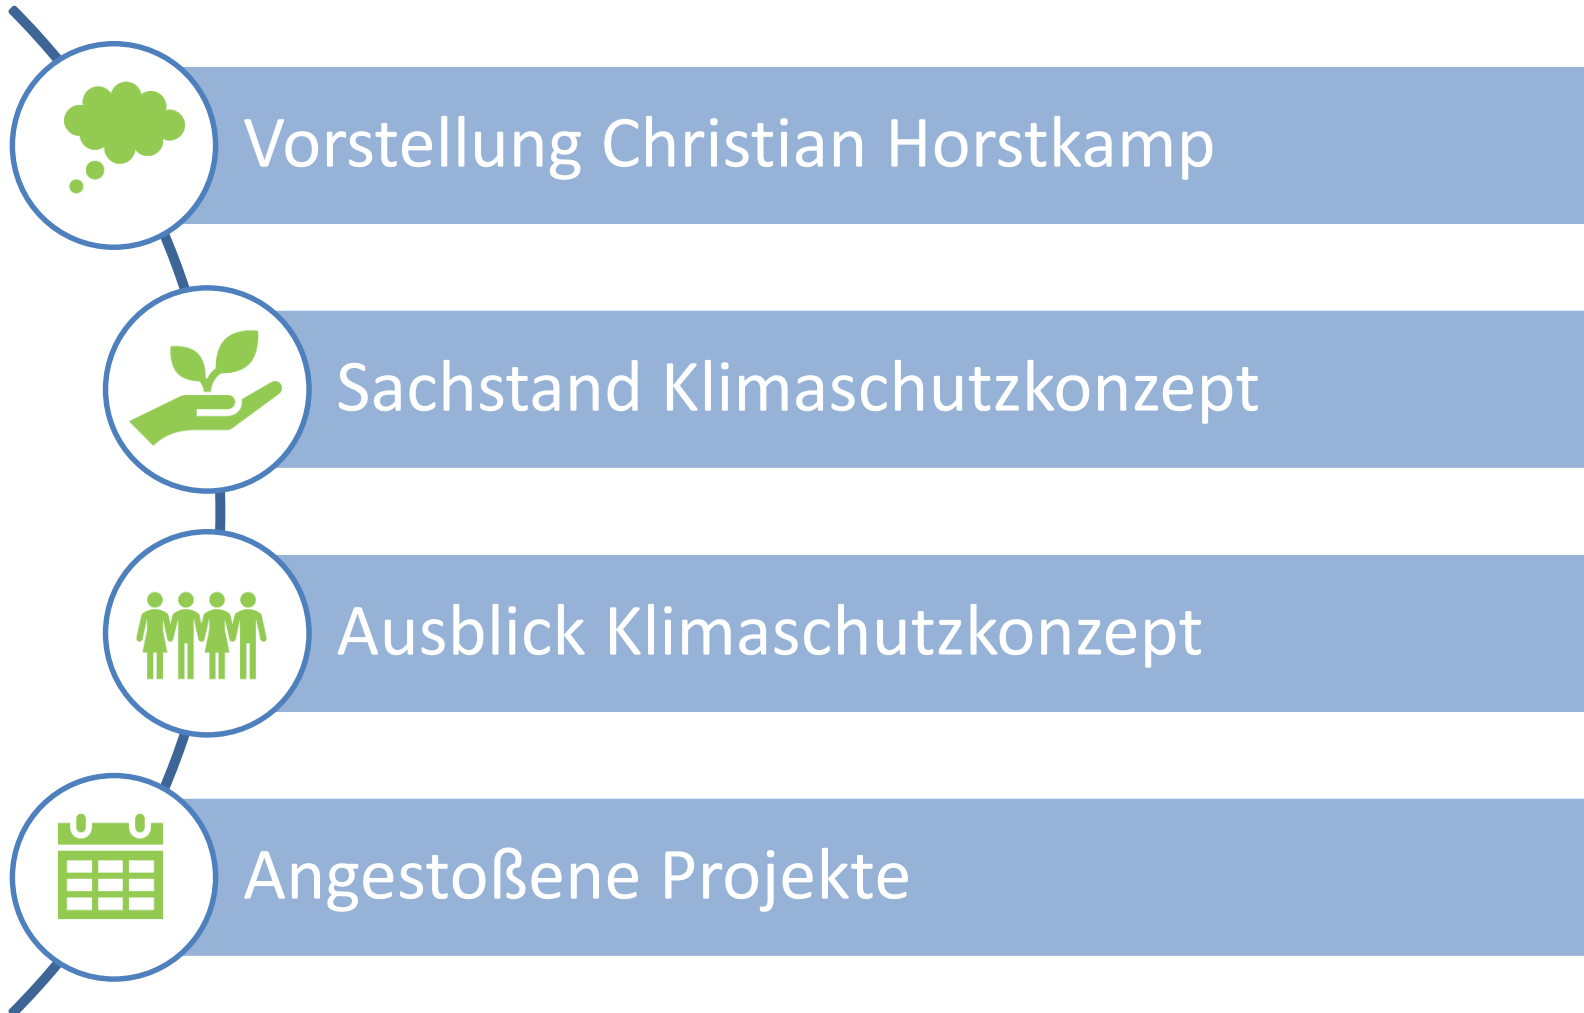 Vorstellung Christian Horstkamp
Sachstand Klimaschutzkonzept
Ausblick Klimaschutzkonzept
Angestoßene Projekte